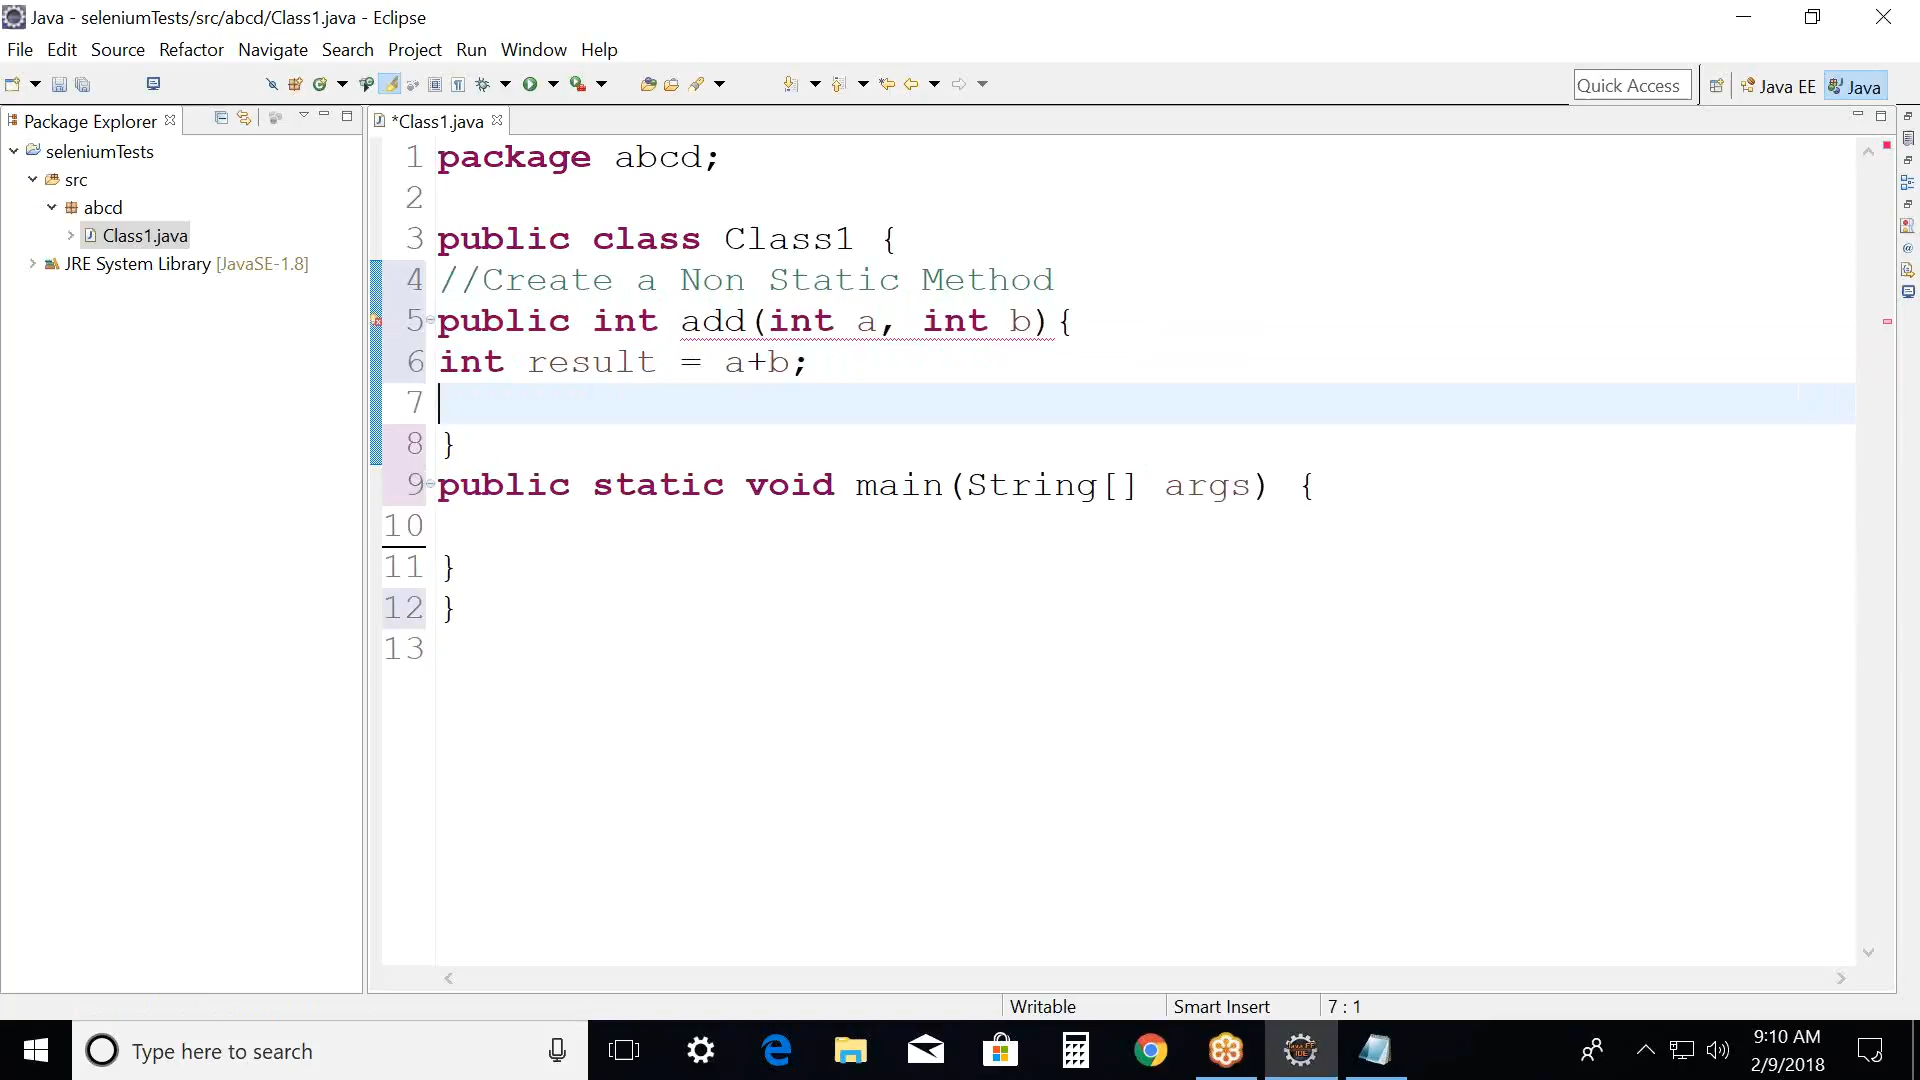 Java - seleniumTests/src/abcd/Class1.java - Eclipse
File Edit Source Refactor Navigate Search Project Run Window Help
Quick Access Java EE Java
Package Explorer *Class1.java
seleniumTests
src
abcd
Class1.java
JRE System Library [JavaSE-1.8]
1 package abcd;
2
3 public class Class1 {
4 //Create a Non Static Method
5 public int add(int a, int b){
6 int result = a+b;
7
8 }
9 public static void main(String[] args) {
10
11 }
12 }
13
Writable Smart Insert 7 : 1
Type here to search
9:10 AM
2/9/2018